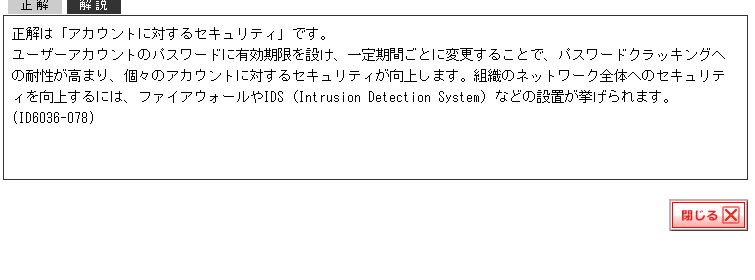 正解 解説
正解は「アカウントに対するセキュリティ」です。
ユーザーアカウントのパスワードに有効期限を設け、一定期間ごとに変更することで、パスワードクラッキングへ
の耐性が高まり、個々のアカウントに対するセキュリティが向上します。組織のネットワーク全体へのセキュリテ
ィを向上するには、ファイアウォールやIDS (Intrusion Detection System) などの設置が挙げられます。
(ID6036-078)
閉じる